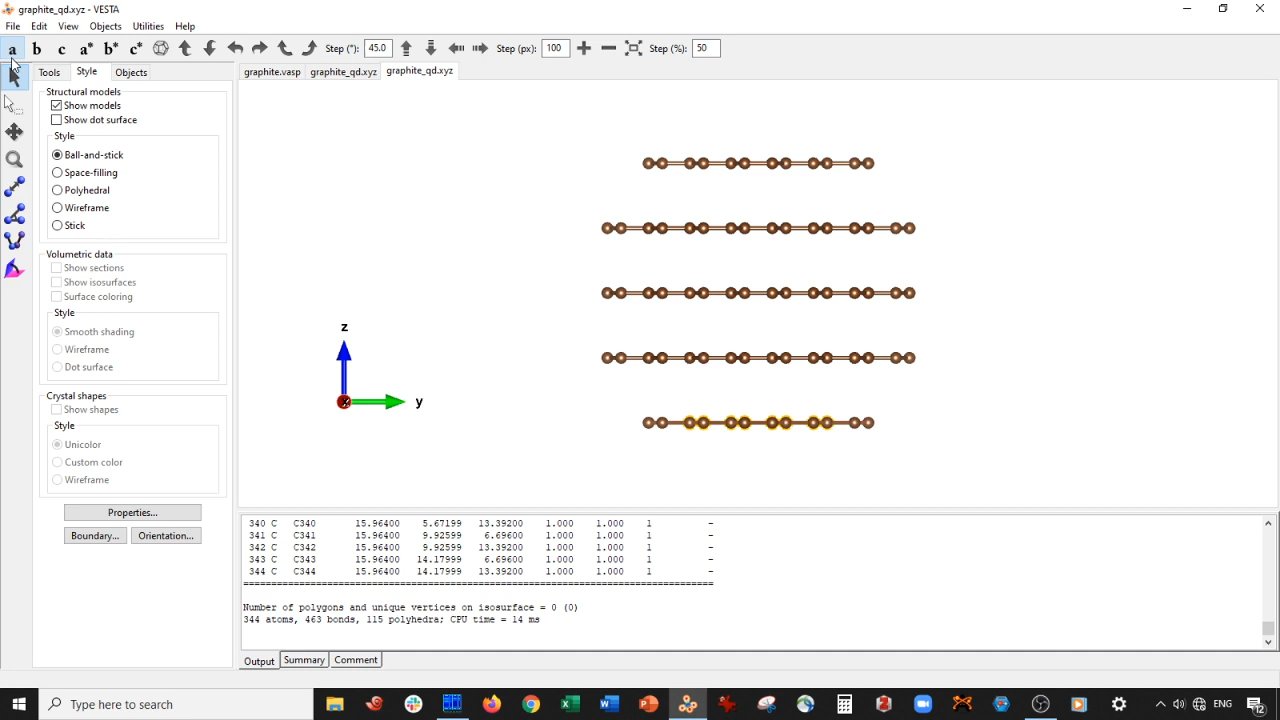 graphite_qd.xyz - VESTA
File Edit View Objects Utilities Help
a b c a* b* c* Step (°): 45.0 Step (px): 100 Step (%): 50
Tools Style Objects
graphite.vasp graphite_qd.xyz graphite_qd.xyz
Structural models
Show models
Show dot surface
Style
Ball-and-stick
Space-filling
Polyhedral
Wireframe
Stick
Volumetric data
Show sections
Show isosurfaces
Surface coloring
Style
Smooth shading
Wireframe
Dot surface
Crystal shapes
Show shapes
Style
Unicolor
Custom color
Wireframe
Properties...
Boundary... Orientation...
z
x y
340 C C340 15.96400 5.67199 13.39200 1.000 1.000 1 -
341 C C341 15.96400 9.92599 6.69600 1.000 1.000 1 -
342 C C342 15.96400 9.92599 13.39200 1.000 1.000 1 -
343 C C343 15.96400 14.17999 6.69600 1.000 1.000 1 -
344 C C344 15.96400 14.17999 13.39200 1.000 1.000 1 -
Number of polygons and unique vertices on isosurface = 0 (0)
344 atoms, 463 bonds, 115 polyhedra; CPU time = 14 ms
Output Summary Comment
Type here to search
ENG
12